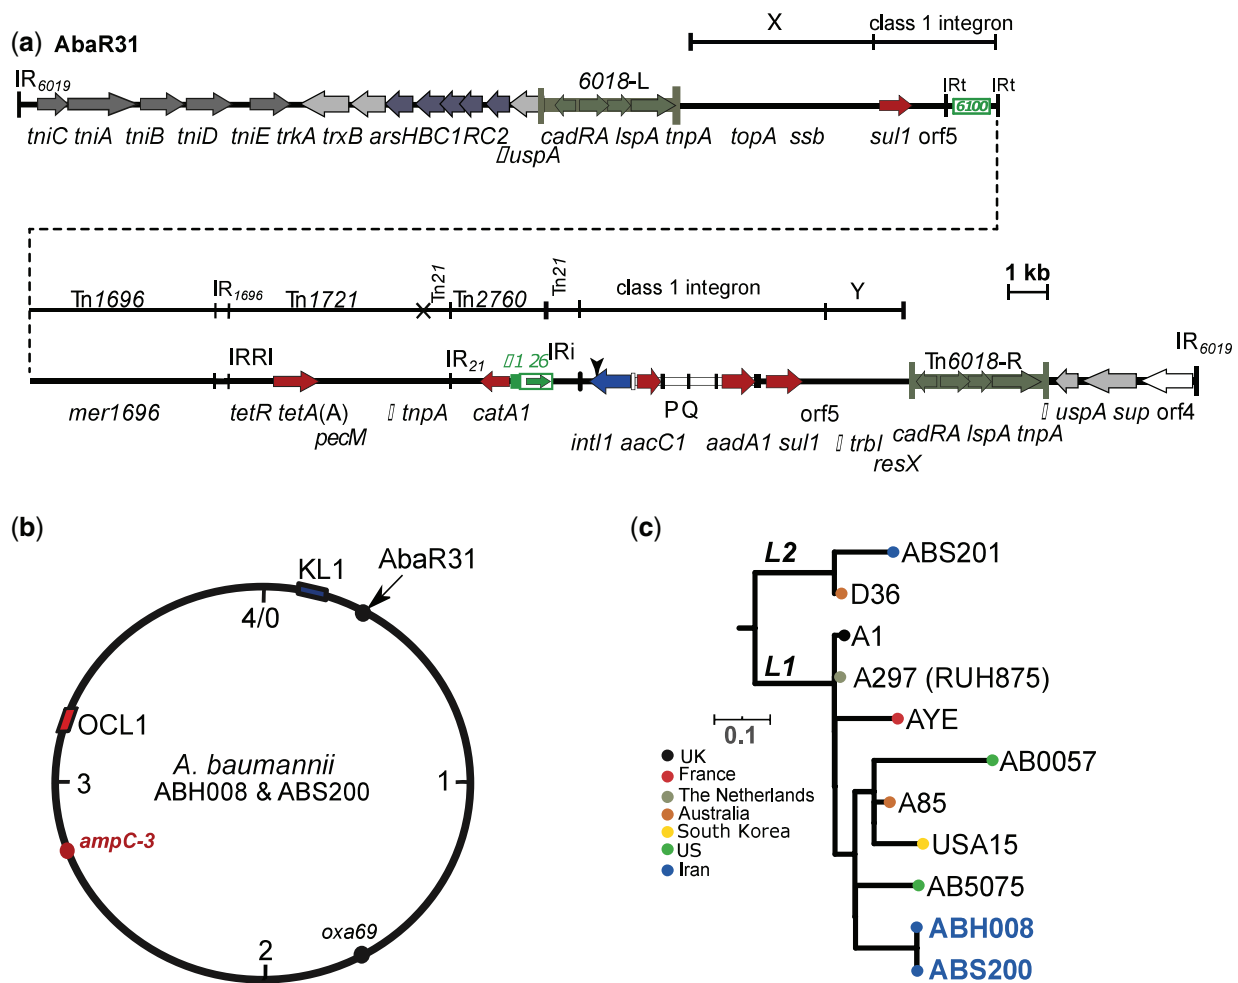 (a) AbaR31
X
class 1 integron
IR6019
6018-L
IRt
IRt
6100
tniC tniA tniB tniD tniE trkA trxB arsHBC1RC2 cadRA lspA tnpA topA ssb sul1 orf5
▯uspA
Tn1696
IR1696
Tn1721
Tn21
Tn2760
Tn21
class 1 integron
Y
1 kb
IRRI
IR21
▯1 26
IRi
Tn6018-R
IR6019
mer1696
tetR tetA(A)
▯ tnpA
catA1
PQ
orf5
▯ uspA sup orf4
pecM
intI1 aacC1
aadA1 sul1
▯ trbI
cadRA lspA tnpA
resX
(b)
KL1
AbaR31
4/0
OCL1
3
A. baumannii
ABH008 & ABS200
1
ampC-3
oxa69
2
(c)
L2
ABS201
D36
A1
L1
A297 (RUH875)
AYE
0.1
UK
France
The Netherlands
Australia
South Korea
US
Iran
AB0057
A85
USA15
AB5075
ABH008
ABS200